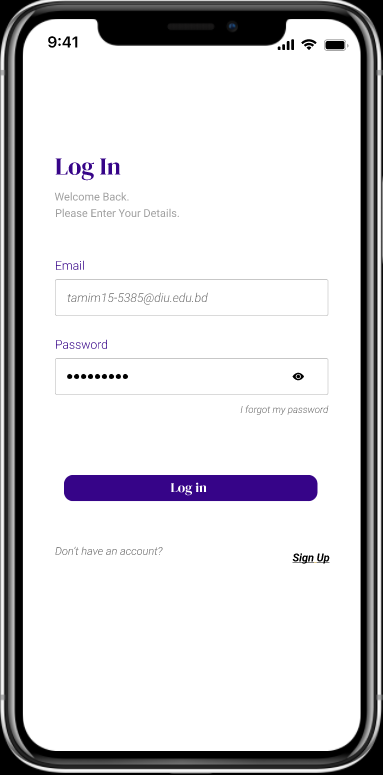 9:41
Log In
Welcome Back.
Please Enter Your Details.
Email
tamim15-5385@diu.edu.bd
Password
I forgot my password
Log in
Don't have an account?
Sign Up